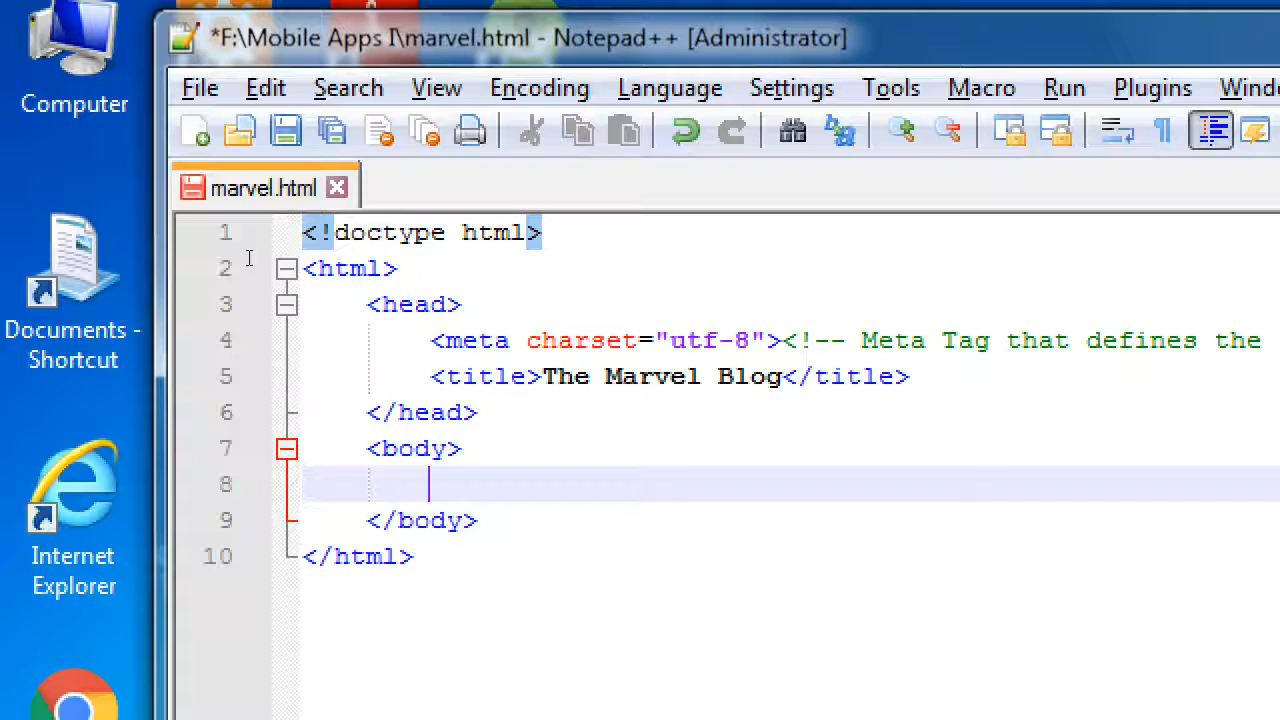 *F:\Mobile Apps I\marvel.html - Notepad++ [Administrator]
File Edit Search View Encoding Language Settings Tools Macro Run Plugins Windo
marvel.html
1 <!doctype html>
2 <html>
3 <head>
4 <meta charset="utf-8"><!-- Meta Tag that defines the
5 <title>The Marvel Blog</title>
6 </head>
7 <body>
8
9 </body>
10 </html>
Computer
Documents -
Shortcut
Internet
Explorer